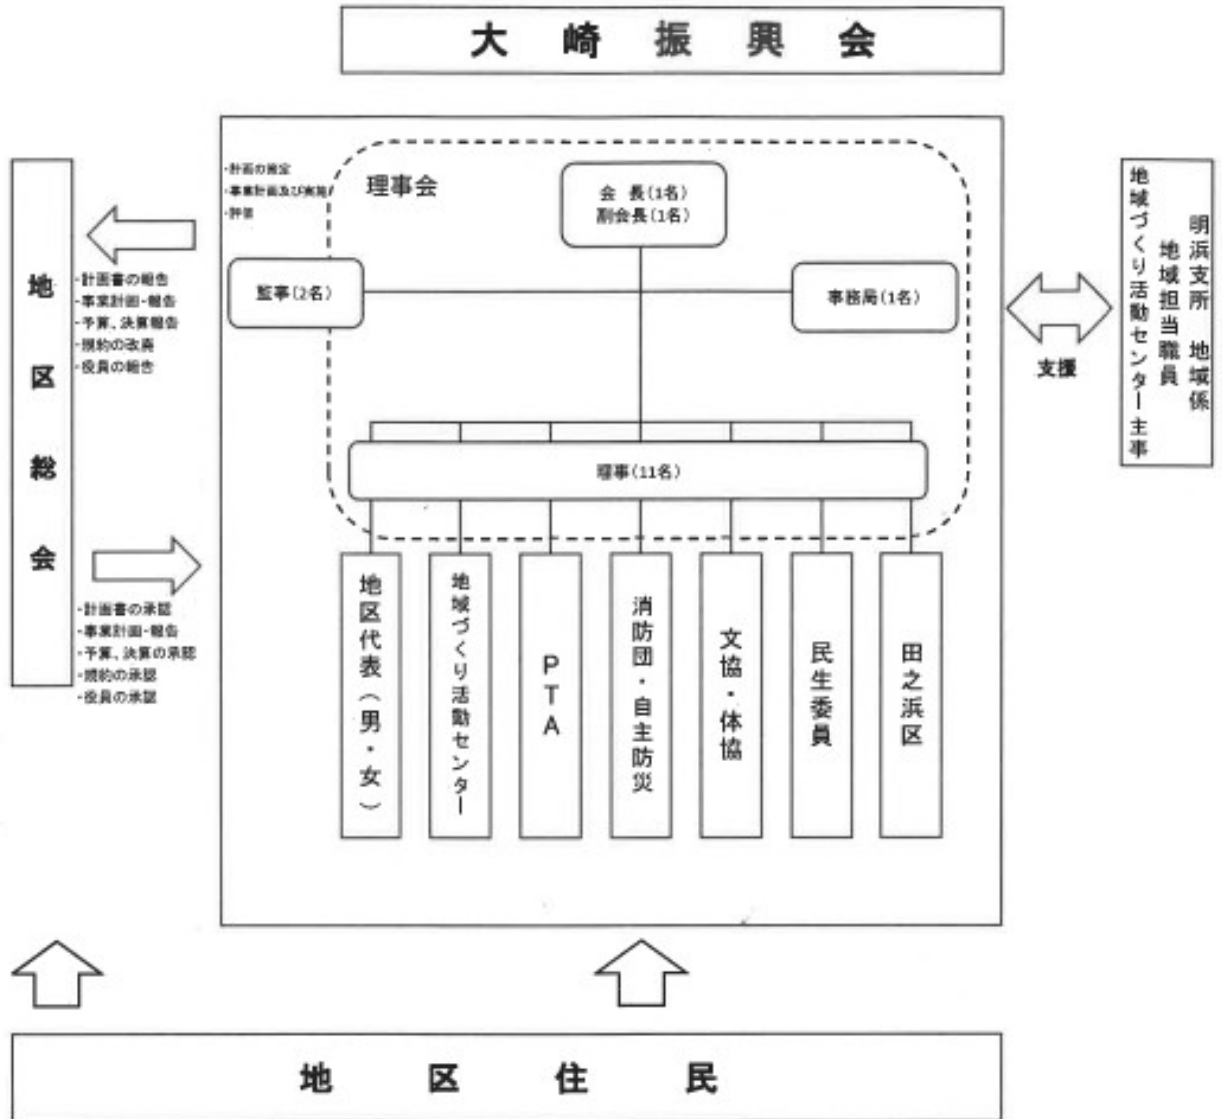 大崎振興会
・計画の策定
・事業計画及び実施
・評価
理事会
会長(1名)
副会長(1名)
監事(2名)
事務局(1名)
理事(11名)
地区代表(男・女)
地域づくり活動センター
PTA
消防団・自主防災
文協・体協
民生委員
田之浜区
地区総会
・計画書の報告
・事業計画・報告
・予算、決算報告
・規約の改廃
・役員の報告
・計画書の承認
・事業計画・報告
・予算、決算の承認
・規約の承認
・役員の承認
支援
明浜支所 地域係
地域担当職員
地域づくり活動センター主事
地区住民